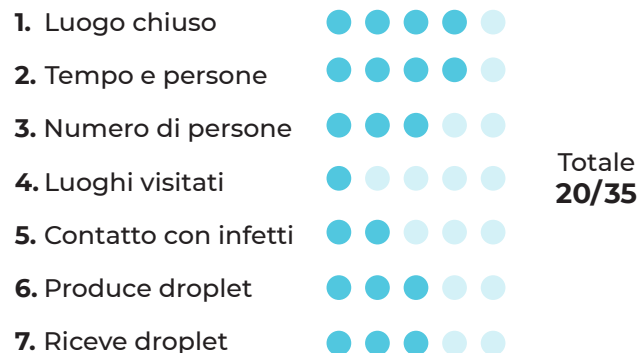 1. Luogo chiuso
2. Tempo e persone
3. Numero di persone
4. Luoghi visitati
5. Contatto con infetti
6. Produce droplet
7. Riceve droplet
Totale
20/35